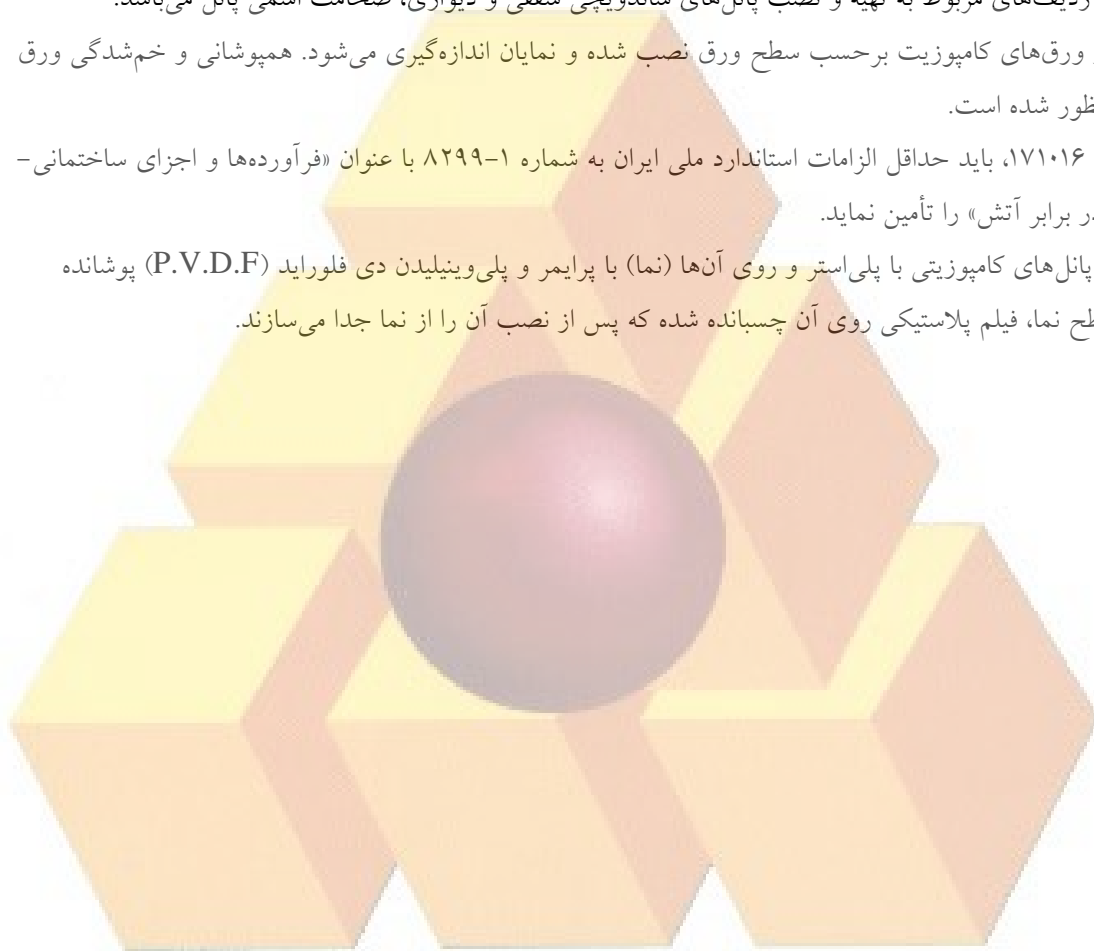 ردیف‌های مربوط به تهیه و نصب پانل‌های ساندویچی سقفی و دیواری، ضخامت اسمی پانل می‌باشد.
ورق‌های کامپوزیت برحسب سطح ورق نصب شده و نمایان اندازه‌گیری می‌شود. همپوشانی و خم‌شدگی ورق
ظور شده است.
۱۷۱۰۱۶، باید حداقل الزامات استاندارد ملی ایران به شماره ۱-۸۲۹۹ با عنوان «فرآورده‌ها و اجزای ساختمانی-
در برابر آتش» را تأمین نماید.
پانل‌های کامپوزیتی با پلی‌استر و روی آن‌ها (نما) با پرایمر و پلی‌وینیلیدن دی فلوراید (P.V.D.F) پوشانده
طح نما، فیلم پلاستیکی روی آن چسبانده شده که پس از نصب آن را از نما جدا می‌سازند.